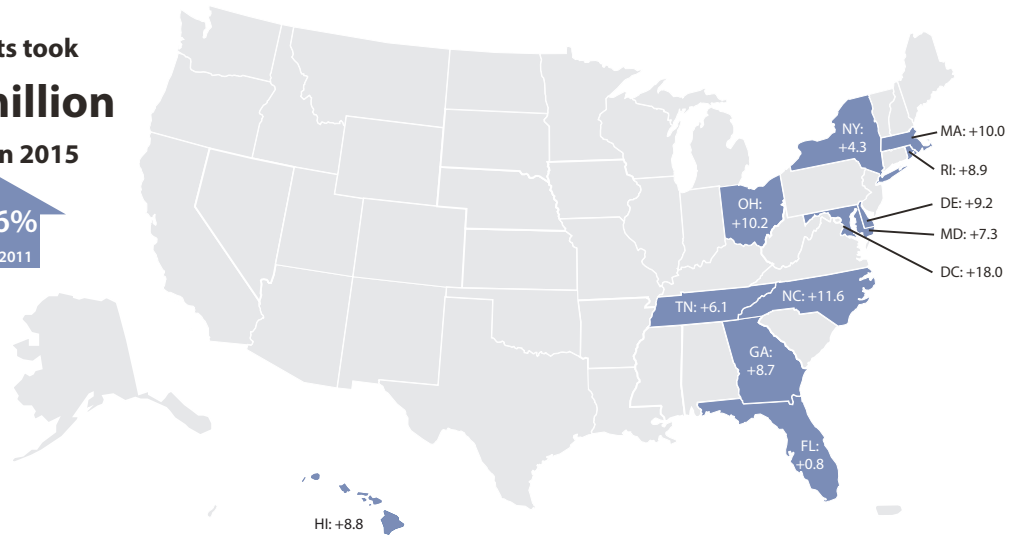 ts took
illion
n 2015
6%
2011
NY:
+4.3
MA: +10.0
RI: +8.9
DE: +9.2
MD: +7.3
DC: +18.0
OH:
+10.2
TN: +6.1
NC: +11.6
GA:
+8.7
FL:
+0.8
HI: +8.8